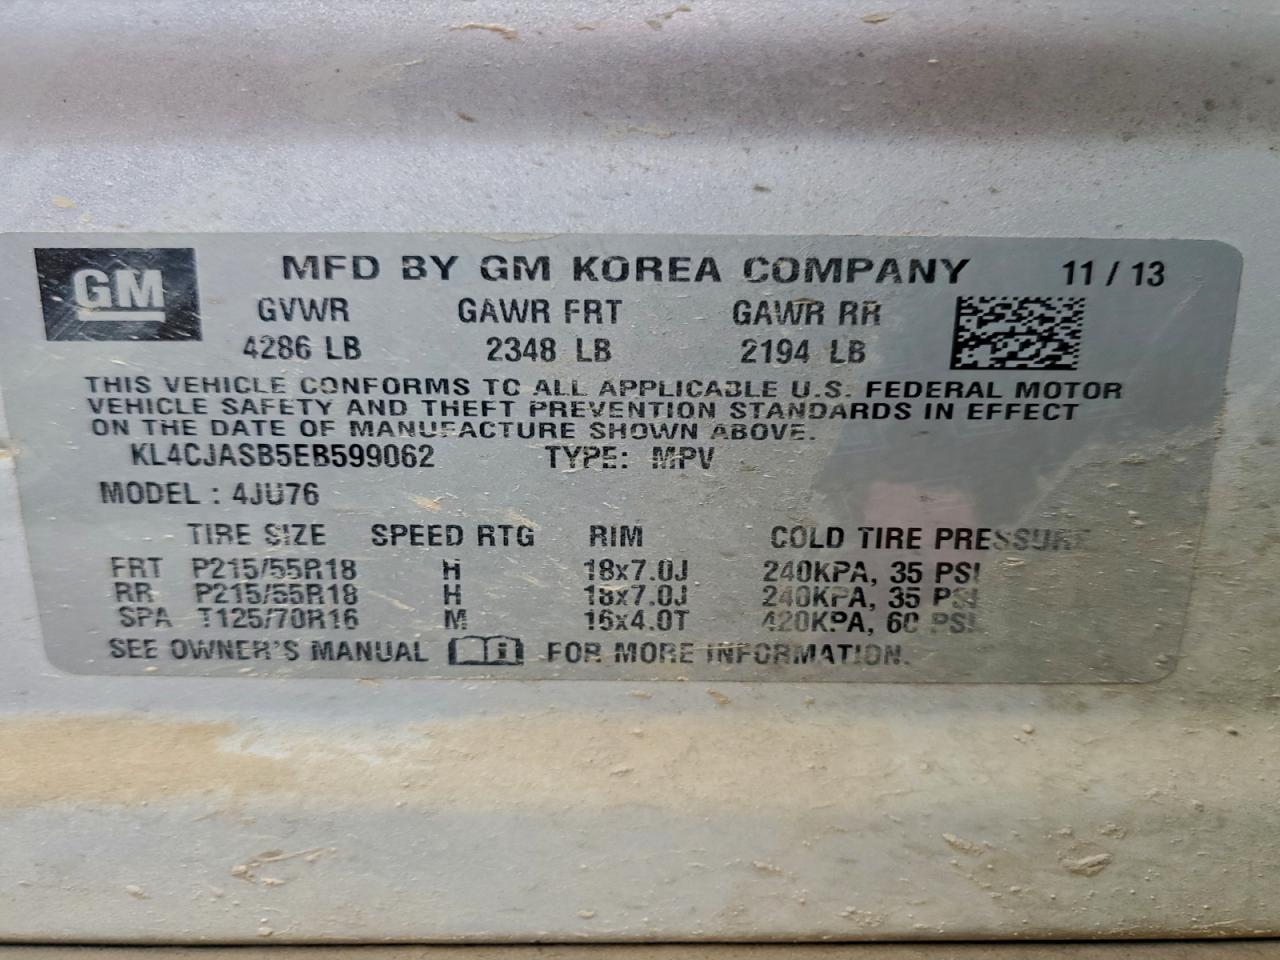 GM MFD BY GM KOREA COMPANY 11 / 13
GVWR GAWR FRT GAWR RR
4286 LB 2348 LB 2194 LB
THIS VEHICLE CONFORMS TO ALL APPLICABLE U.S. FEDERAL MOTOR
VEHICLE SAFETY AND THEFT PREVENTION STANDARDS IN EFFECT
ON THE DATE OF MANUFACTURE SHOWN ABOVE.
KL4CJASB5EB599062 TYPE: MPV
MODEL : 4JU76
TIRE SIZE SPEED RTG RIM COLD TIRE PRESSURE
FRT P215/55R18 H 18x7.0J 240KPA, 35 PSI
RR P215/55R18 H 18x7.0J 240KPA, 35 PSI
SPA T125/70R16 M 16x4.0T 420KPA, 60 PSI
SEE OWNER'S MANUAL i FOR MORE INFORMATION.